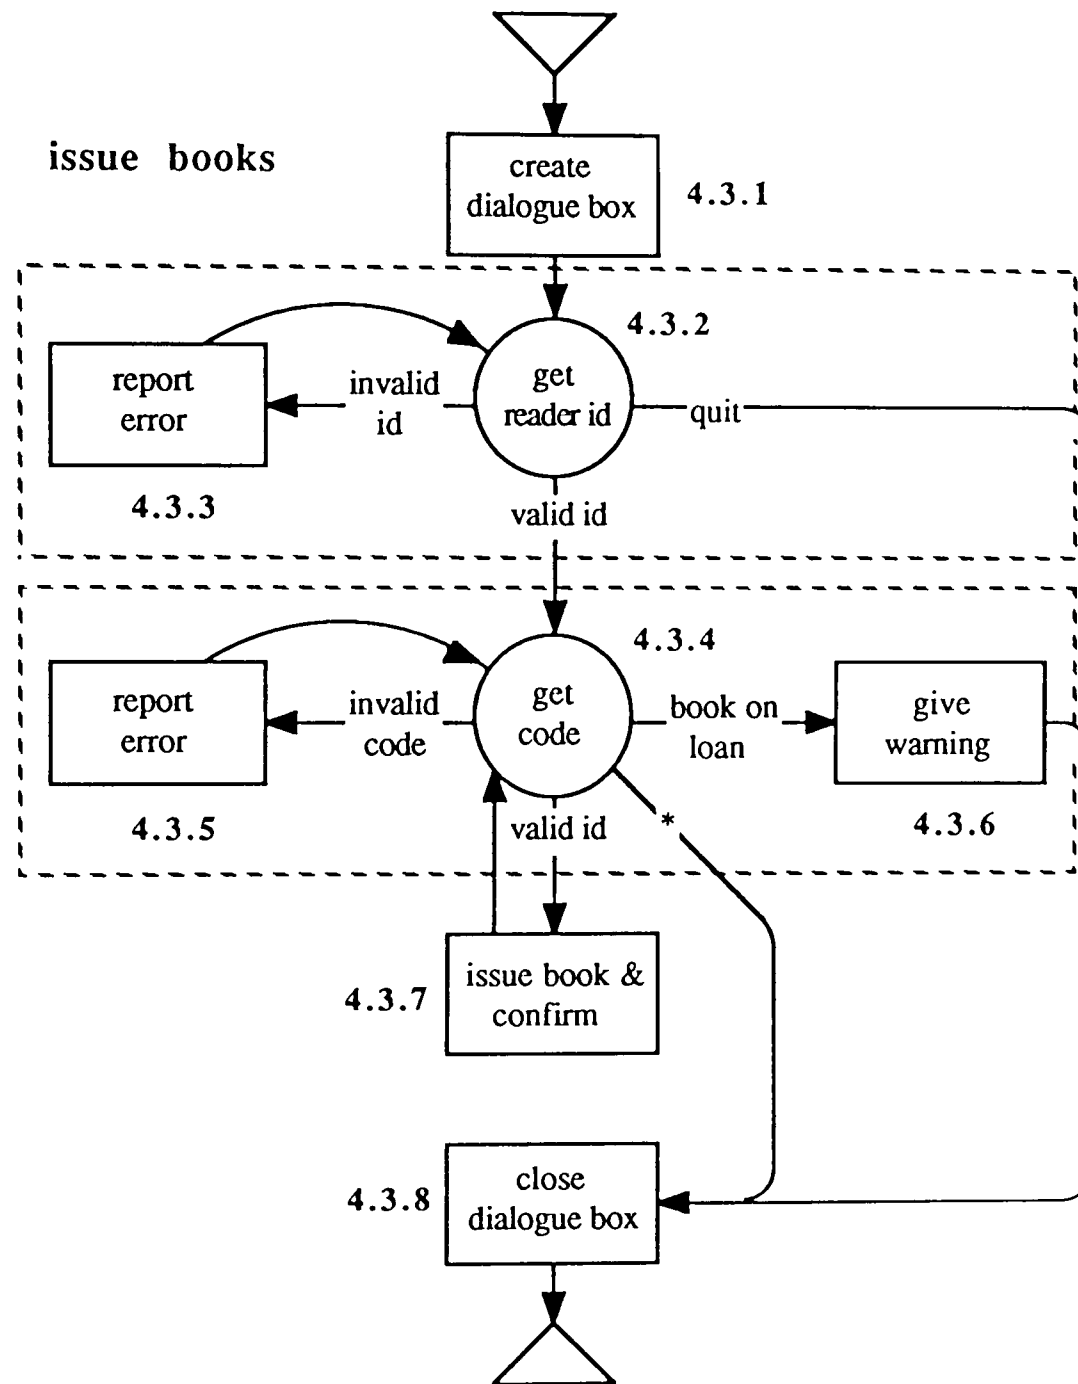 issue books
create
dialogue box
4.3.1
4.3.2
get
reader id
invalid
id
report
error
4.3.3
quit
valid id
4.3.4
get
code
invalid
code
report
error
4.3.5
book on
loan
give
warning
4.3.6
valid id
*
4.3.7
issue book &
confirm
4.3.8
close
dialogue box